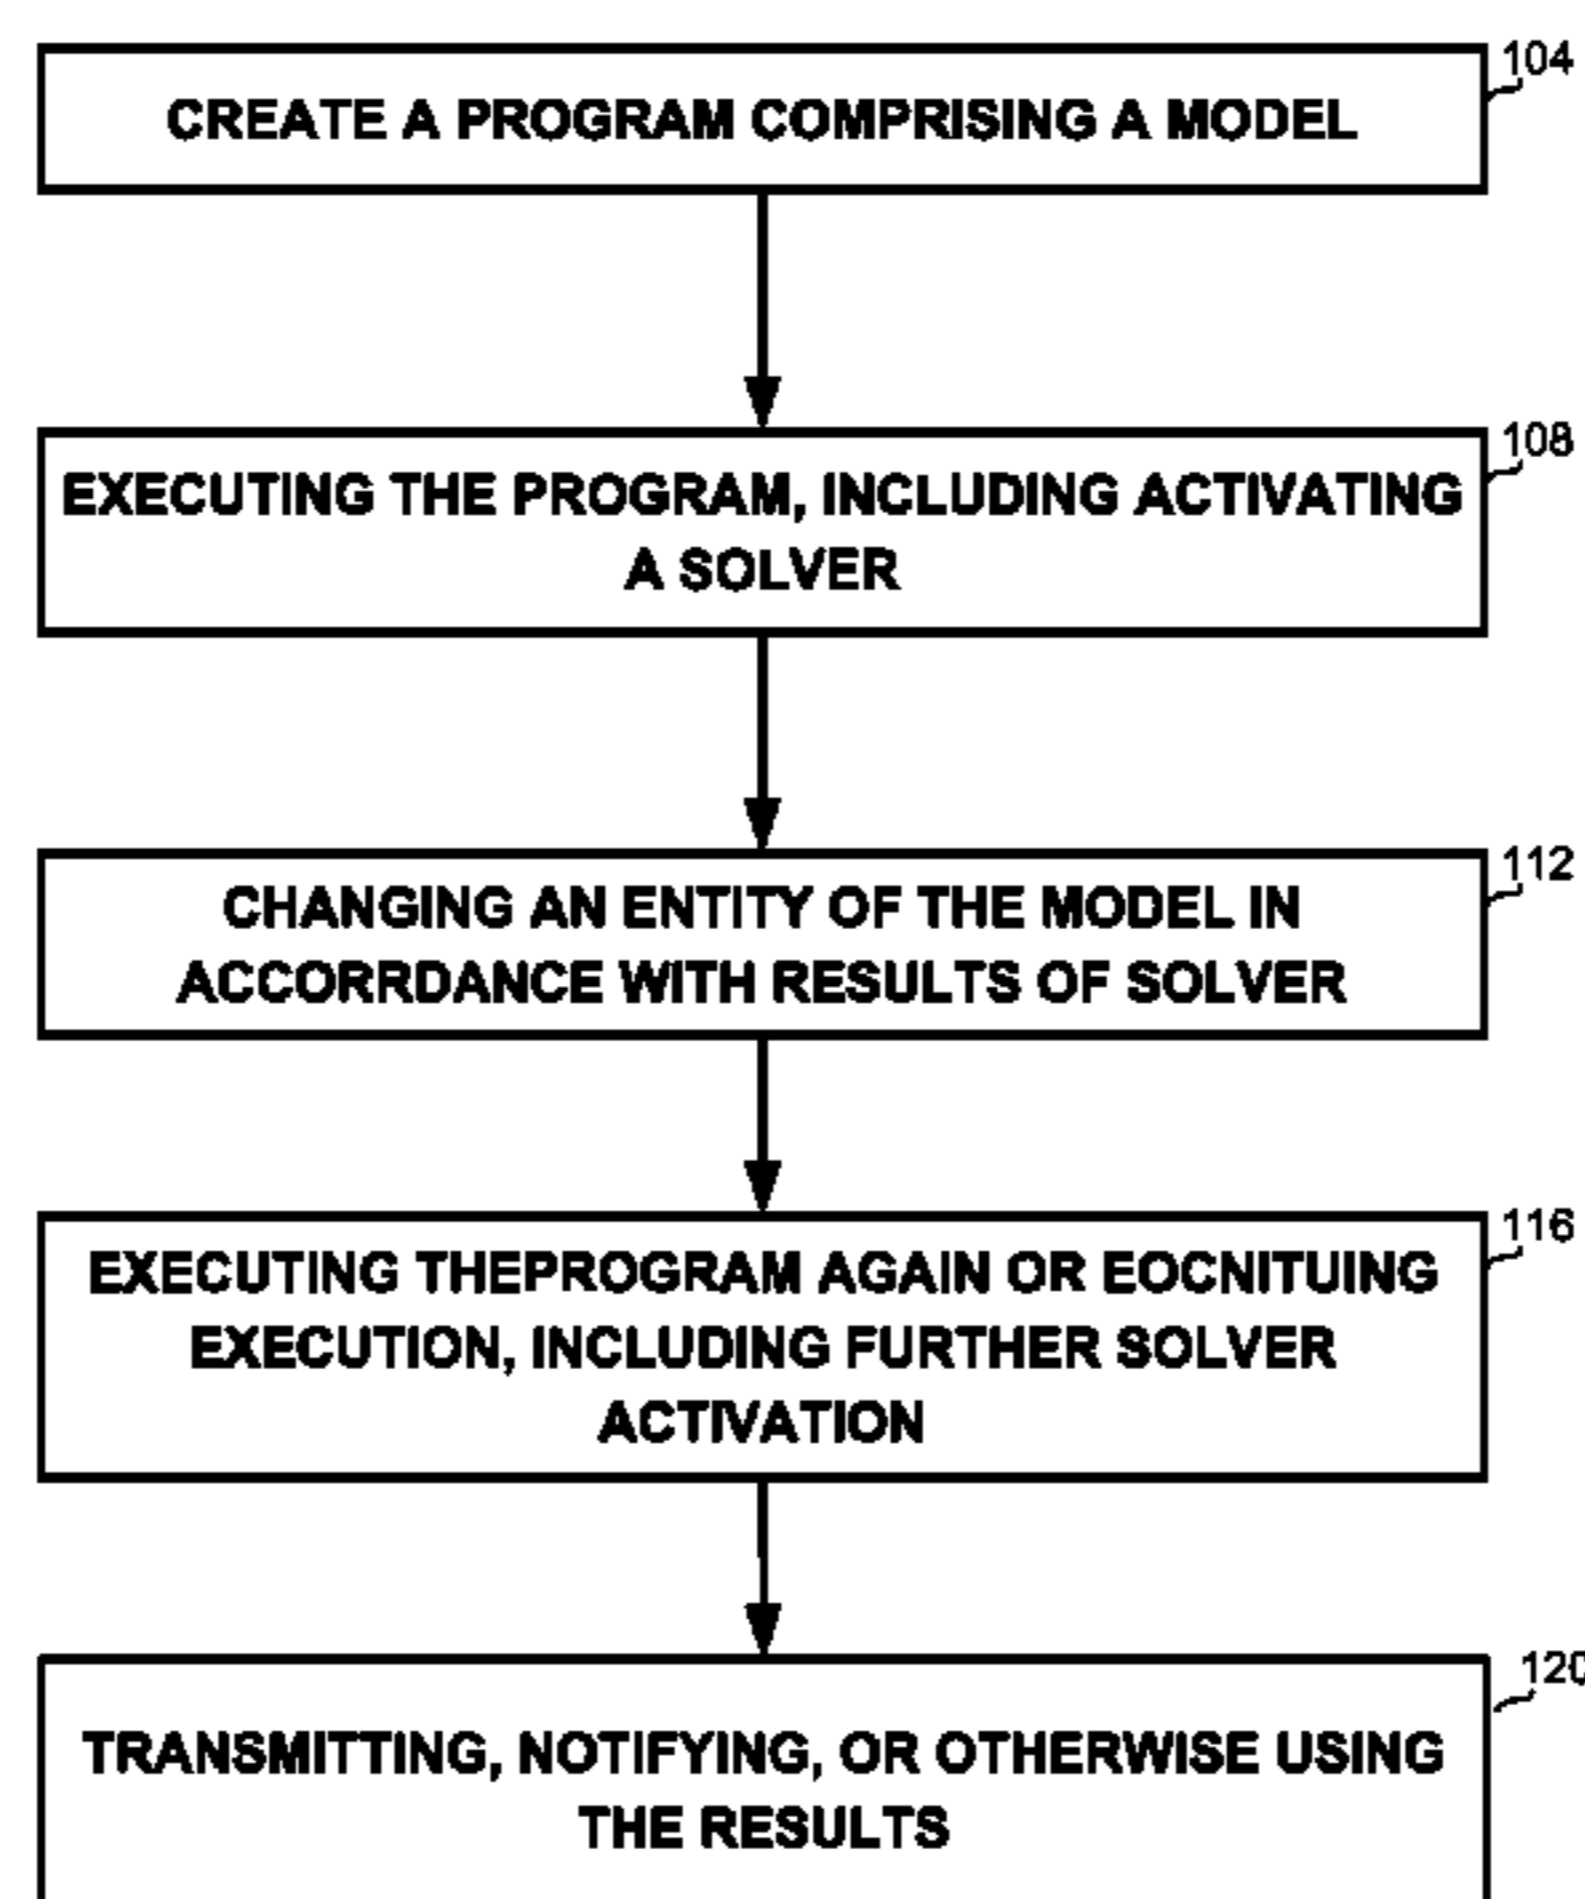 104
CREATE A PROGRAM COMPRISING A MODEL
108
EXECUTING THE PROGRAM, INCLUDING ACTIVATING
A SOLVER
112
CHANGING AN ENTITY OF THE MODEL IN
ACCORRDANCE WITH RESULTS OF SOLVER
116
EXECUTING THEPROGRAM AGAIN OR EOCNITUING
EXECUTION, INCLUDING FURTHER SOLVER
ACTIVATION
120
TRANSMITTING, NOTIFYING, OR OTHERWISE USING
THE RESULTS